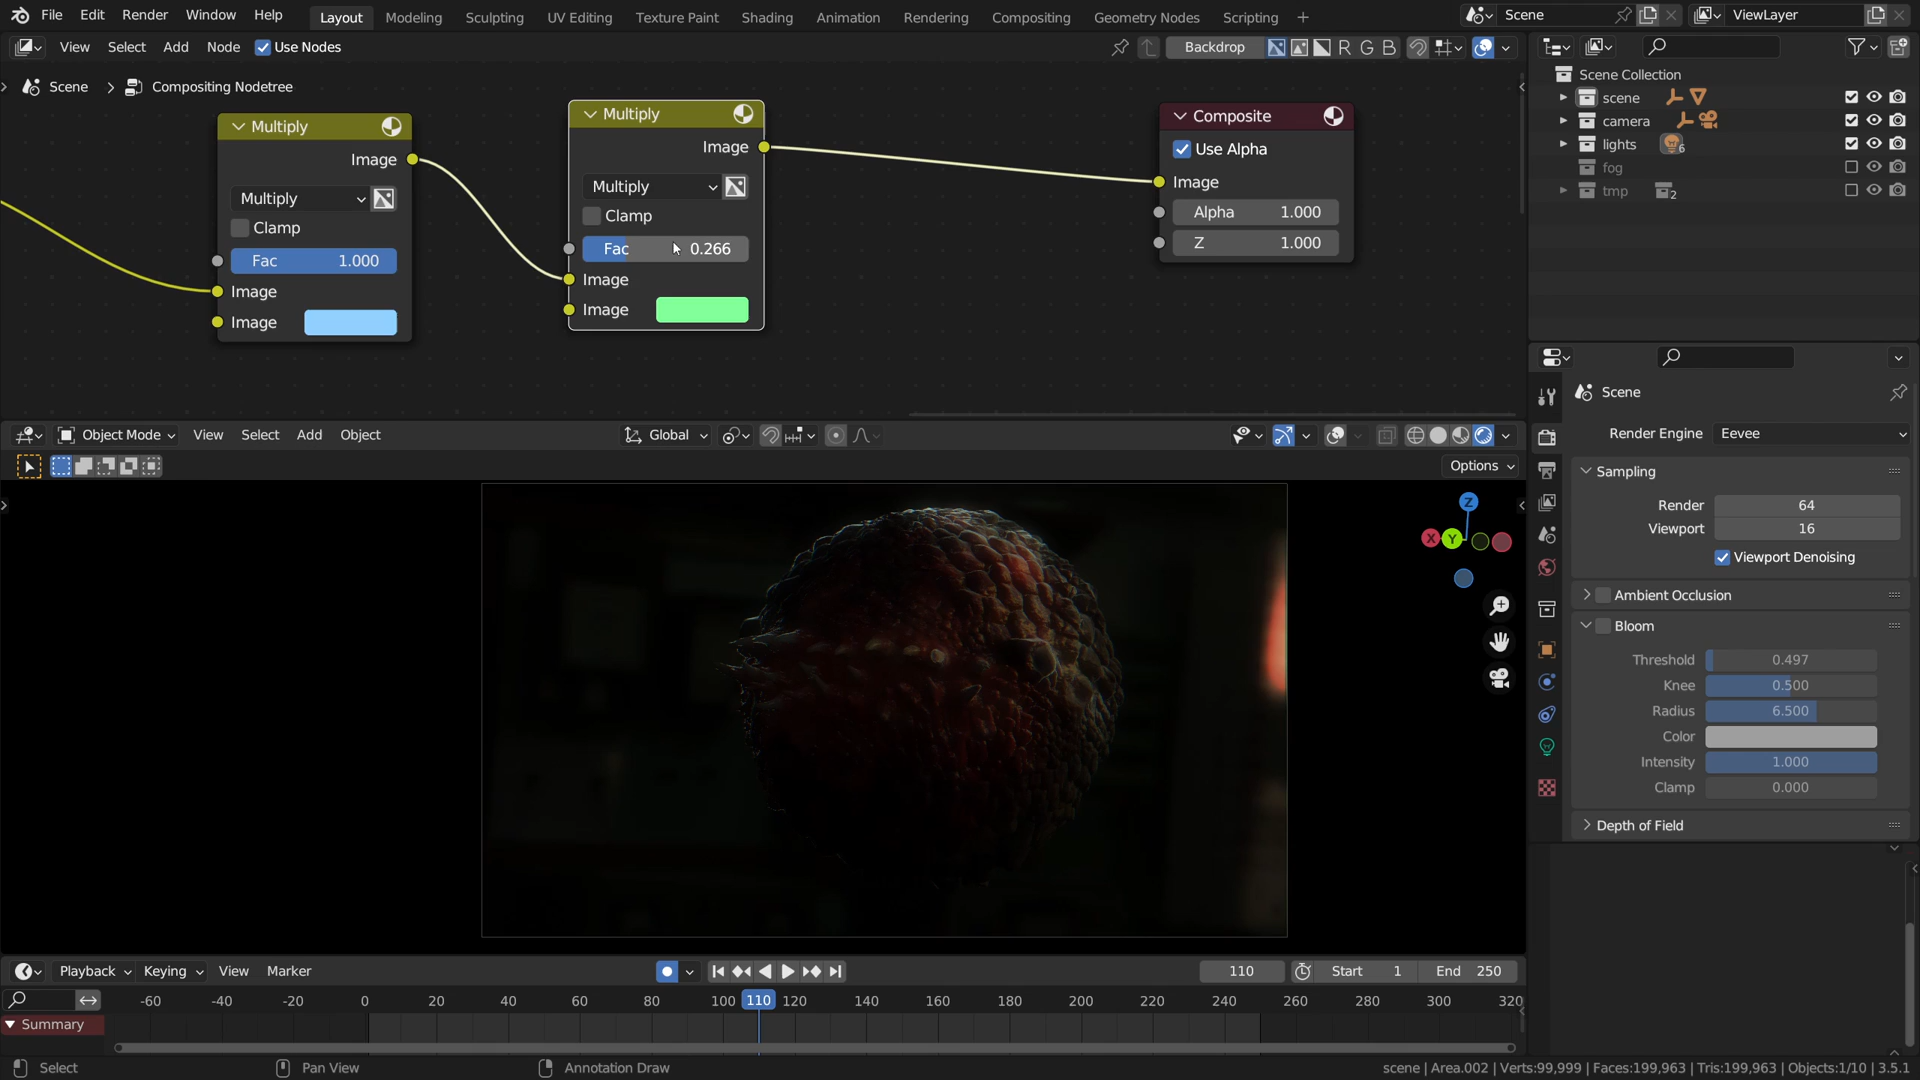 File Edit Render Window Help Layout Modeling Sculpting UV Editing Texture Paint Shading Animation Rendering Compositing Geometry Nodes Scripting + Scene ViewLayer
View Select Add Node Use Nodes Backdrop R G B
Scene > Compositing Nodetree
Multiply
Image
Multiply
Clamp
Fac 1.000
Image
Image
Multiply
Image
Multiply
Clamp
Fac 0.266
Image
Image
Composite
Use Alpha
Image
Alpha 1.000
Z 1.000
Scene Collection
scene
camera
lights 6
fog
tmp 2
Scene
Render Engine Eevee
Sampling
Render 64
Viewport 16
Viewport Denoising
Ambient Occlusion
Bloom
Threshold 0.497
Knee 0.500
Radius 6.500
Color
Intensity 1.000
Clamp 0.000
Depth of Field
Object Mode View Select Add Object Global
Options
Z
X Y
Playback Keying View Marker 110 Start 1 End 250
-60 -40 -20 0 20 40 60 80 100 110 120 140 160 180 200 220 240 260 280 300 320
Summary
Select Pan View Annotation Draw scene | Area.002 | Verts:99,999 | Faces:199,963 | Tris:199,963 | Objects:1/10 | 3.5.1